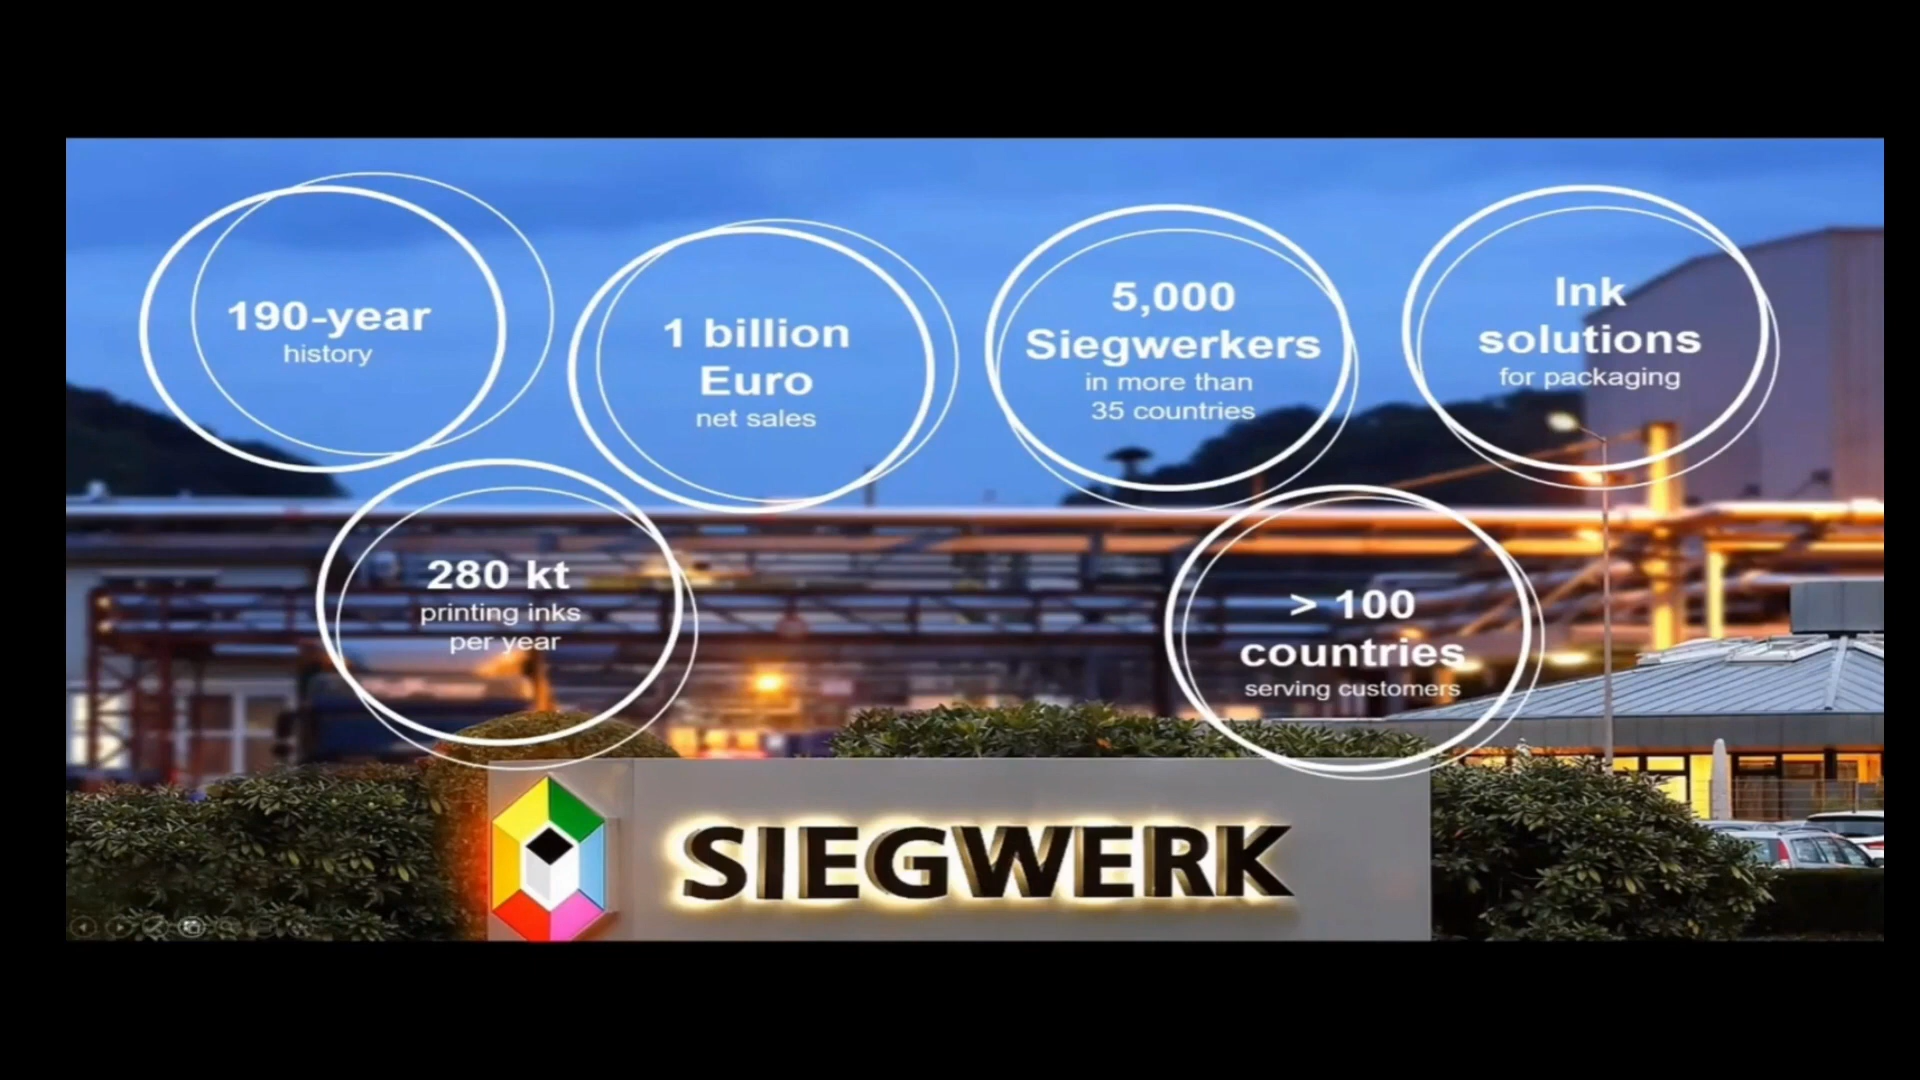 190-year
history
1 billion
Euro
net sales
5,000
Siegwerkers
in more than
35 countries
Ink
solutions
for packaging
280 kt
printing inks
per year
> 100
countries
serving customers
SIEGWERK